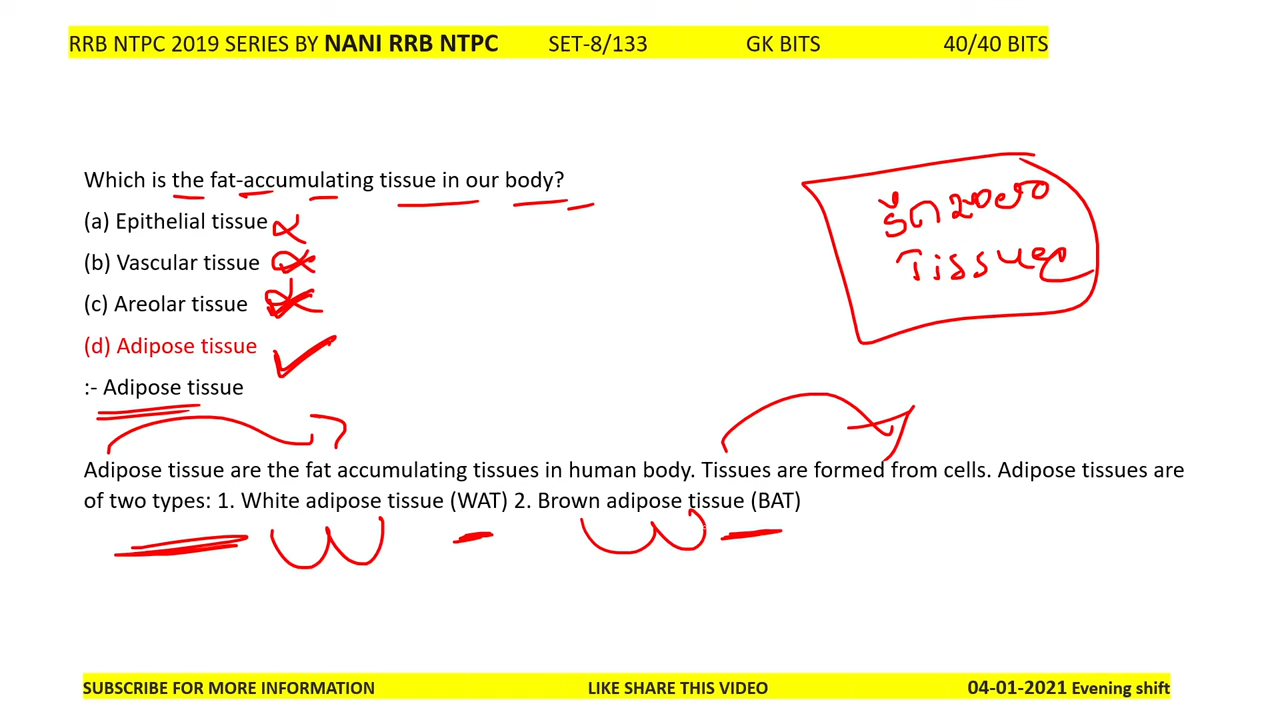 RRB NTPC 2019 SERIES BY NANI RRB NTPC SET-8/133 GK BITS 40/40 BITS
Which is the fat-accumulating tissue in our body?
(a) Epithelial tissue
(b) Vascular tissue
(c) Areolar tissue
(d) Adipose tissue
:- Adipose tissue
Tissue
Adipose tissue are the fat accumulating tissues in human body. Tissues are formed from cells. Adipose tissues are
of two types: 1. White adipose tissue (WAT) 2. Brown adipose tissue (BAT)
SUBSCRIBE FOR MORE INFORMATION LIKE SHARE THIS VIDEO 04-01-2021 Evening shift